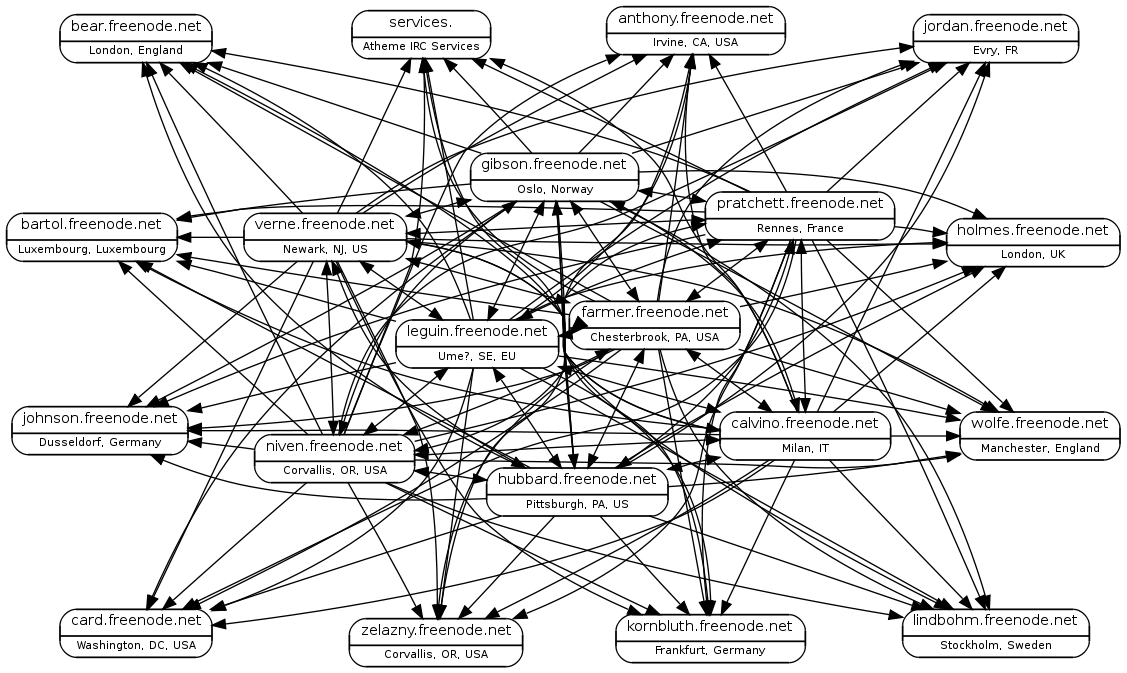 bear.freenode.net
London, England
services.
Atheme IRC Services
anthony.freenode.net
Irvine, CA, USA
jordan.freenode.net
Evry, FR
gibson.freenode.net
Oslo, Norway
pratchett.freenode.net
Rennes, France
bartol.freenode.net
Luxembourg, Luxembourg
verne.freenode.net
Newark, NJ, US
holmes.freenode.net
London, UK
farmer.freenode.net
Chesterbrook, PA, USA
leguin.freenode.net
Ume?, SE, EU
johnson.freenode.net
Dusseldorf, Germany
calvino.freenode.net
Milan, IT
wolfe.freenode.net
Manchester, England
niven.freenode.net
Corvallis, OR, USA
hubbard.freenode.net
Pittsburgh, PA, US
card.freenode.net
Washington, DC, USA
zelazny.freenode.net
Corvallis, OR, USA
kornbluth.freenode.net
Frankfurt, Germany
lindbohm.freenode.net
Stockholm, Sweden